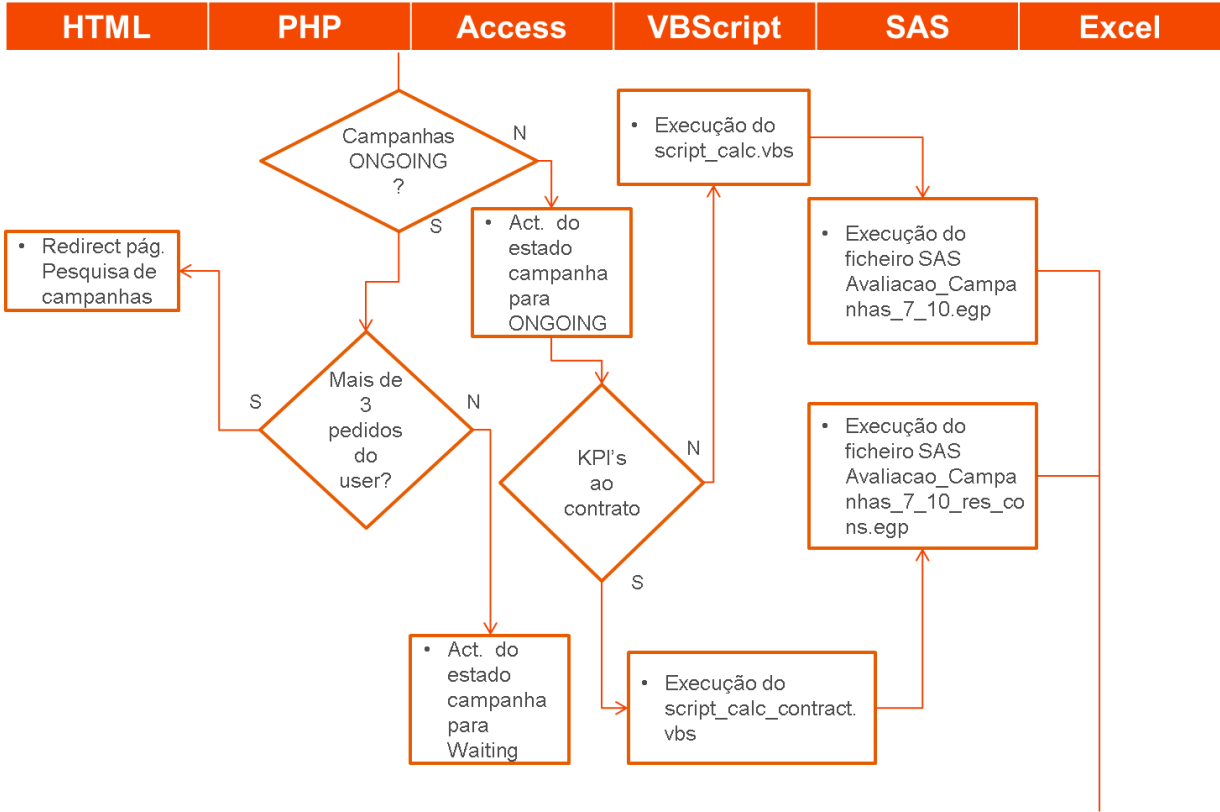 HTML
PHP
Access
VBScript
SAS
Excel
Campanhas
ONGOING
?
N
S
• Execução do
script_calc.vbs
• Redirect pág.
Pesquisa de
campanhas
• Act. do
estado
campanha
para
ONGOING
• Execução do
ficheiro SAS
Avaliacao_Campa
nhas_7_10.egp
Mais de
3
pedidos
do
user?
S
N
KPI's
ao
contrato
N
S
• Execução do
ficheiro SAS
Avaliacao_Campa
nhas_7_10_res_co
ns.egp
• Act. do
estado
campanha
para
Waiting
• Execução do
script_calc_contract.
vbs